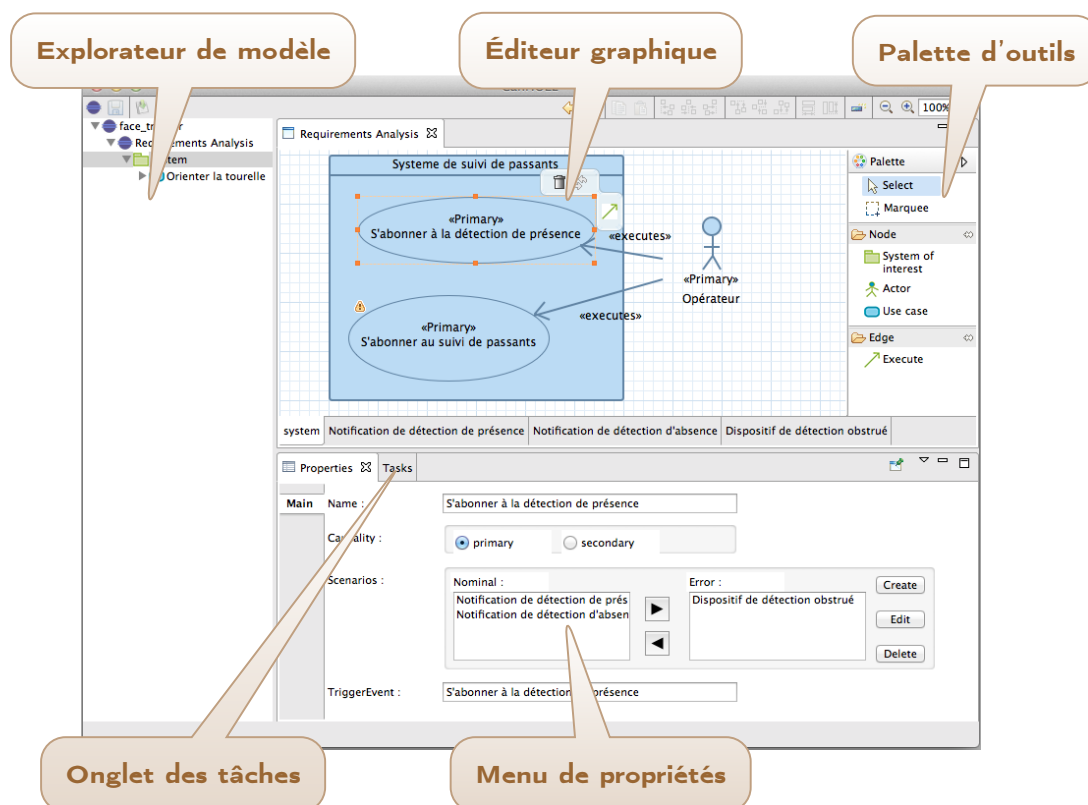 Explorateur de modèle
Éditeur graphique
Palette d'outils
100%
Requirements Analysis
Requirements Analysis
Orienter la tourelle
Systeme de suivi de passants
«Primary»
S'abonner à la détection de présence
«executes»
«Primary»
Opérateur
«Primary»
S'abonner au suivi de passants
«executes»
Palette
Select
Marquee
Node
System of
interest
Actor
Use case
Edge
Execute
system
Notification de détection de présence
Notification de détection d'absence
Dispositif de détection obstrué
Properties
Tasks
Main
Name :
S'abonner à la détection de présence
primary
secondary
Scenarios :
Nominal :
Notification de détection de prés
Notification de détection d'absen
Error :
Dispositif de détection obstrué
Create
Edit
Delete
TriggerEvent :
S'abonner à la détection présence
Onglet des tâches
Menu de propriétés